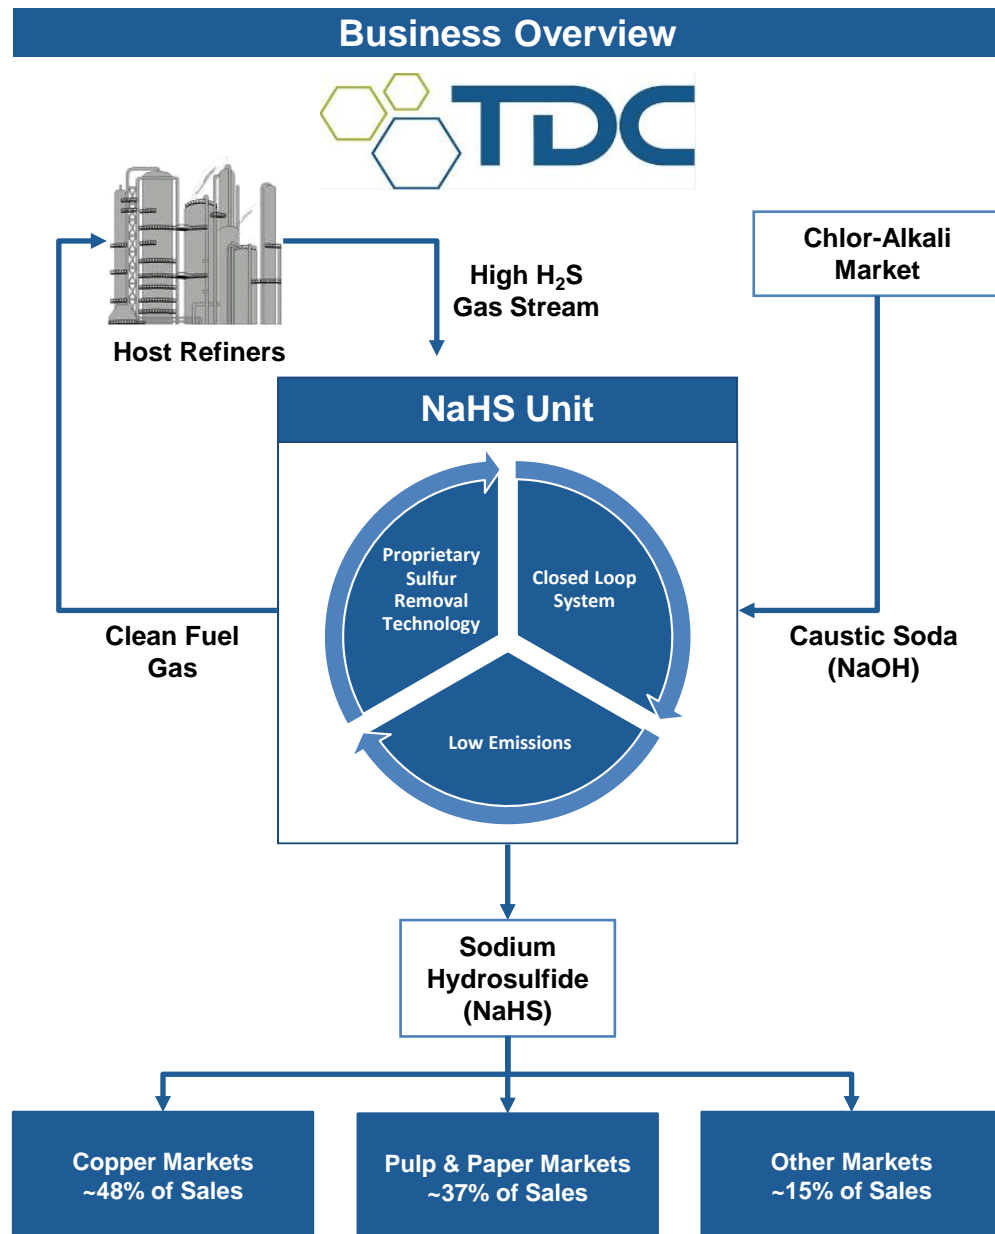 Business Overview
TDC
Chlor-Alkali
Market
High H₂S
Gas Stream
Host Refiners
NaHS Unit
Proprietary
Sulfur
Removal
Technology
Closed Loop
System
Low Emissions
Clean Fuel
Gas
Caustic Soda
(NaOH)
Sodium
Hydrosulfide
(NaHS)
Copper Markets
~48% of Sales
Pulp & Paper Markets
~37% of Sales
Other Markets
~15% of Sales